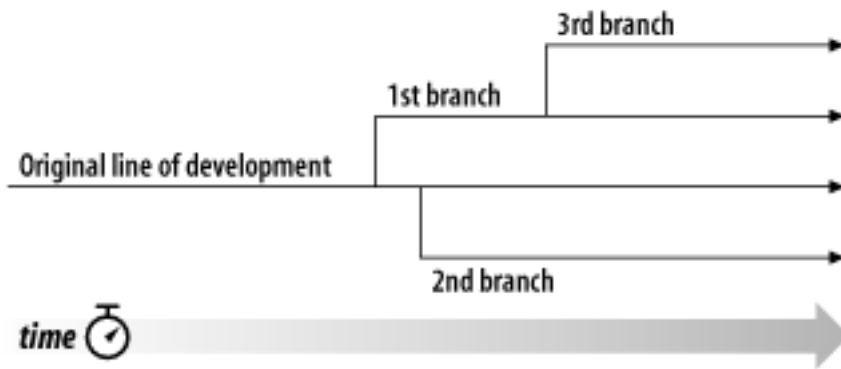 3rd branch
1st branch
Original line of development
2nd branch
time